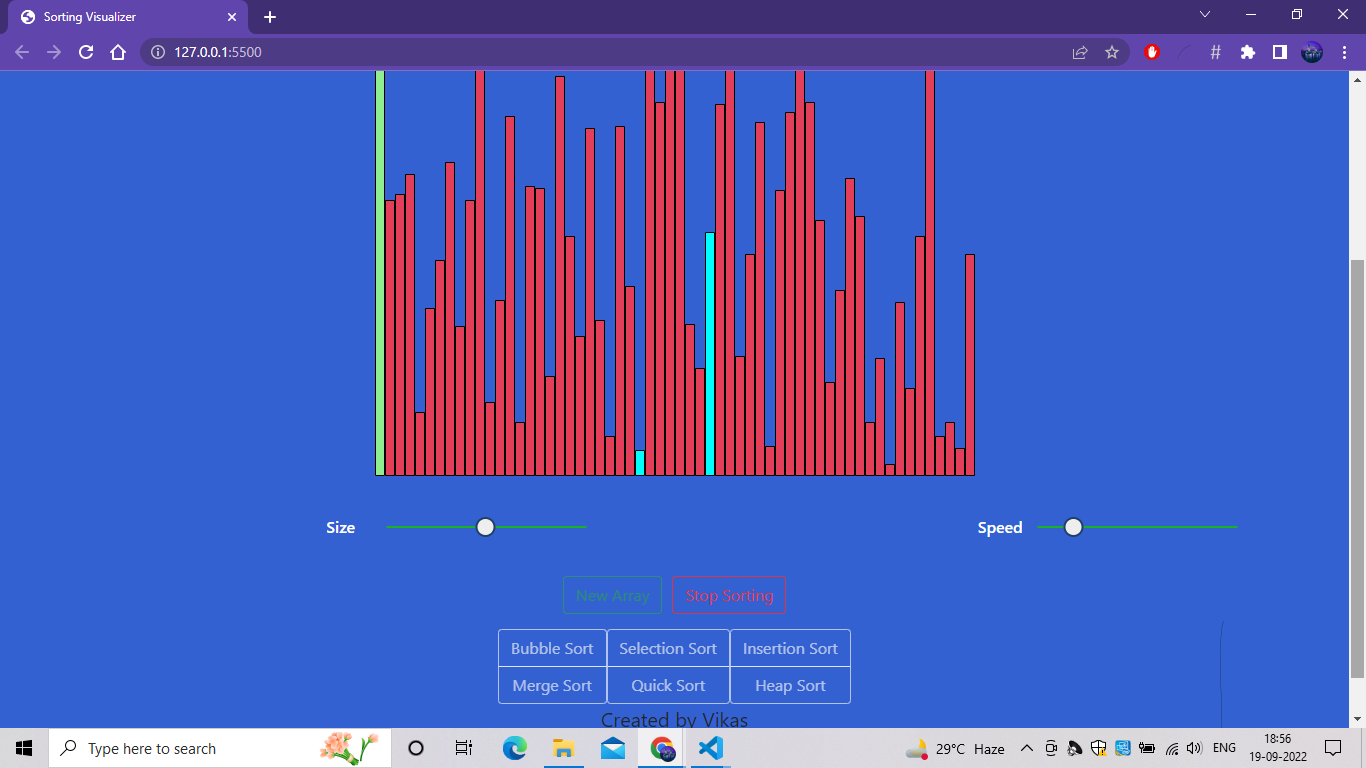 Sorting Visualizer
127.0.0.1:5500
#
Size
Speed
New Array Stop Sorting
Bubble Sort Selection Sort Insertion Sort
Merge Sort Quick Sort Heap Sort
Created by Vikas
Type here to search
29°C Haze
ENG
18:56
19-09-2022